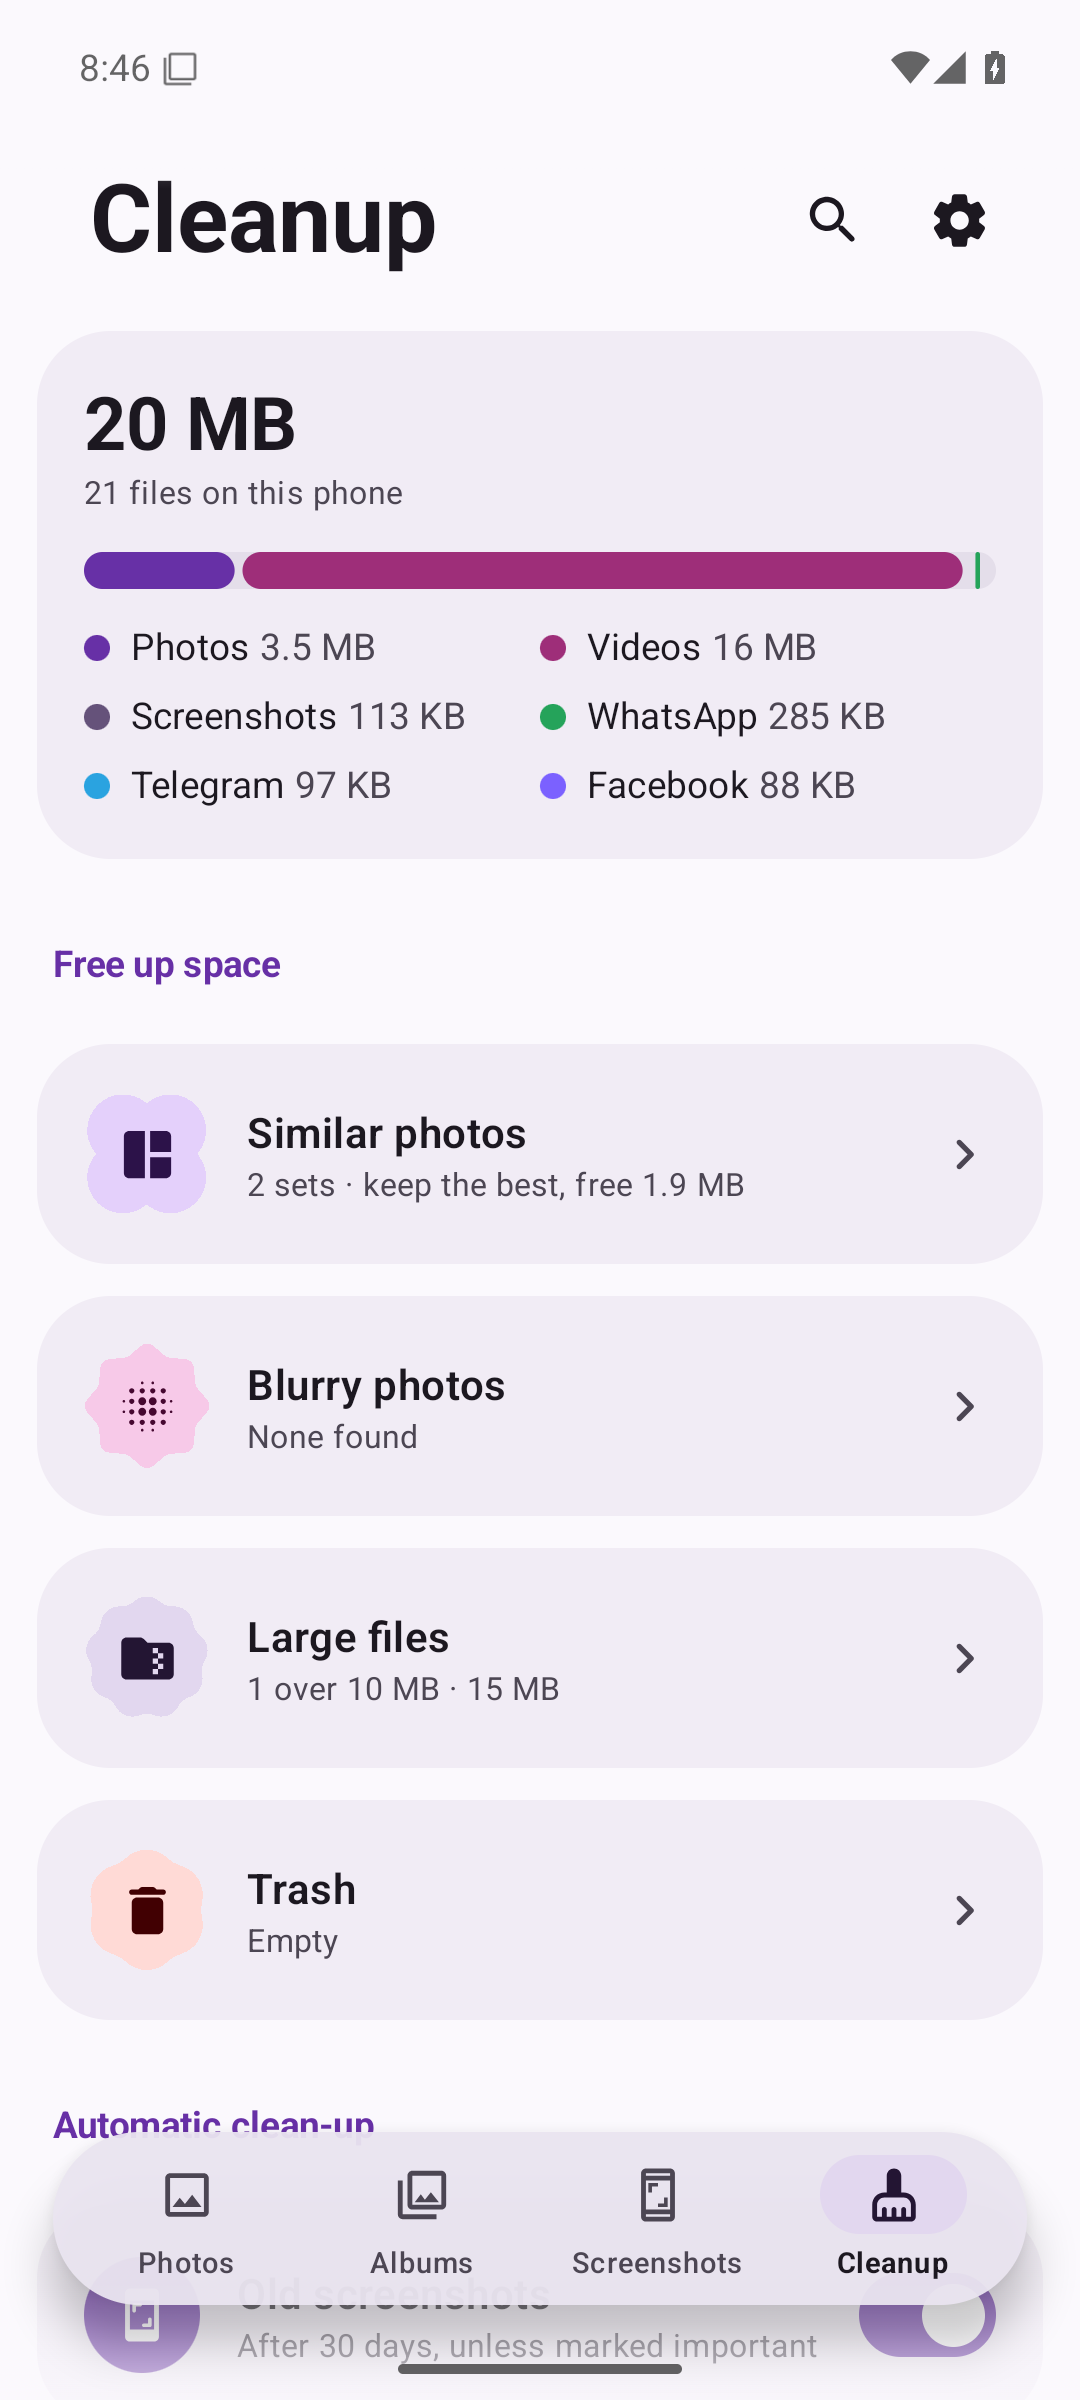 8:46
Cleanup
20 MB
21 files on this phone
Photos 3.5 MB
Videos 16 MB
Screenshots 113 KB
WhatsApp 285 KB
Telegram 97 KB
Facebook 88 KB
Free up space
Similar photos
2 sets · keep the best, free 1.9 MB
Blurry photos
None found
Large files
1 over 10 MB · 15 MB
Trash
Empty
Automatic clean-up
Photos
Albums
Screenshots
Cleanup
Old screenshots
After 30 days, unless marked important